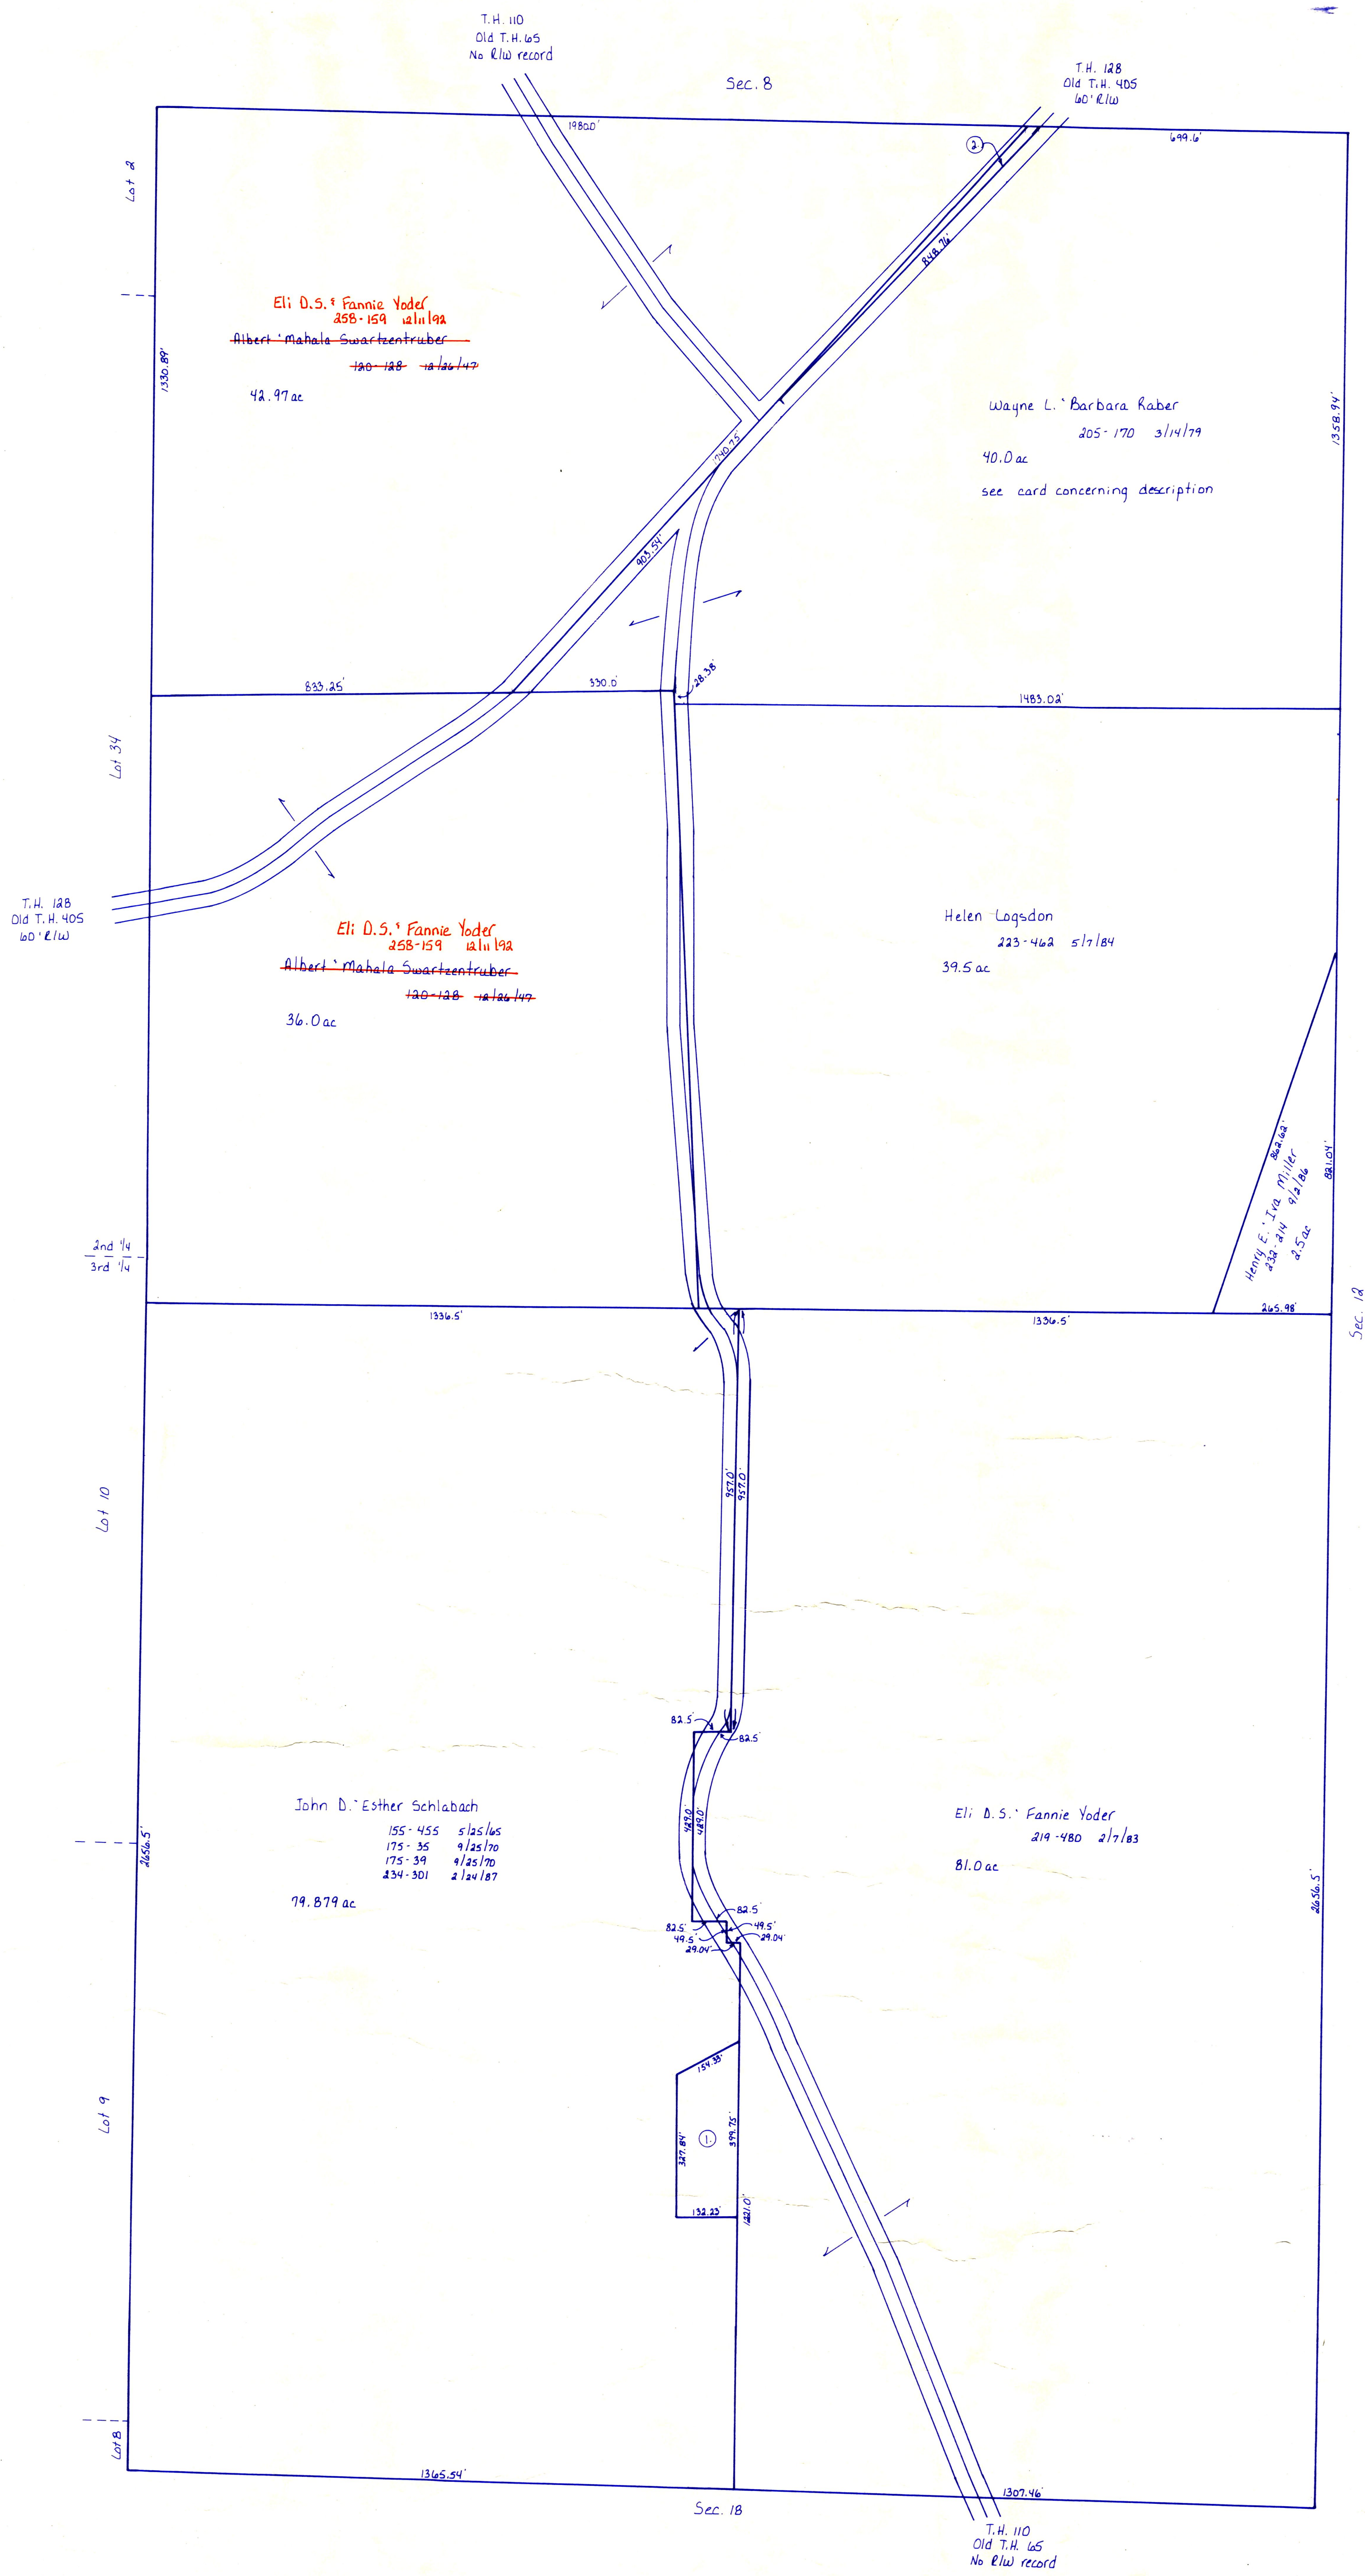 T.H. 110
Old T.H. 65
No R/W record
Sec. 8
T.H. 128
Old T.H. 405
60' R/W
1980.0'
699.6'
2.
Lot 2
848.76'
Eli D.S. & Fannie Yoder
258-159 12/11/92
Albert & Mahala Swartzentruber
120-128 12/26/47
42.97 ac
1330.89'
Wayne L. & Barbara Raber
205-170 3/14/79
40.0 ac
see card concerning description
1358.94'
740.75'
903.54'
833.25'
330.0'
28.38'
1483.02'
Lot 34
T.H. 128
Old T.H. 405
60' R/W
Eli D.S. & Fannie Yoder
258-159 12/11/92
Albert & Mahala Swartzentruber
120-128 12/26/47
36.0 ac
Helen Logsdon
223-462 5/7/84
39.5 ac
862.62'
Henry E. & Iva Miller
232-214 9/2/86
2.5 ac
821.04'
2nd 1/4
3rd 1/4
1336.5'
1336.5'
265.98'
Sec. 12
Lot 10
957.0'
957.0'
82.5'
82.5'
429.0'
429.0'
John D. & Esther Schlabach
155-455 5/25/65
175-35 9/25/70
175-39 9/25/70
234-301 2/24/87
79.879 ac
2656.5'
Eli D.S. & Fannie Yoder
219-480 2/7/83
81.0 ac
2656.5'
82.5'
82.5'
49.5'
49.5'
29.04'
29.04'
Lot 9
154.33'
327.84'
1.
399.75'
132.23'
1221.0'
Lot 8
1365.54'
1307.46'
Sec. 18
T.H. 110
Old T.H. 65
No R/W record